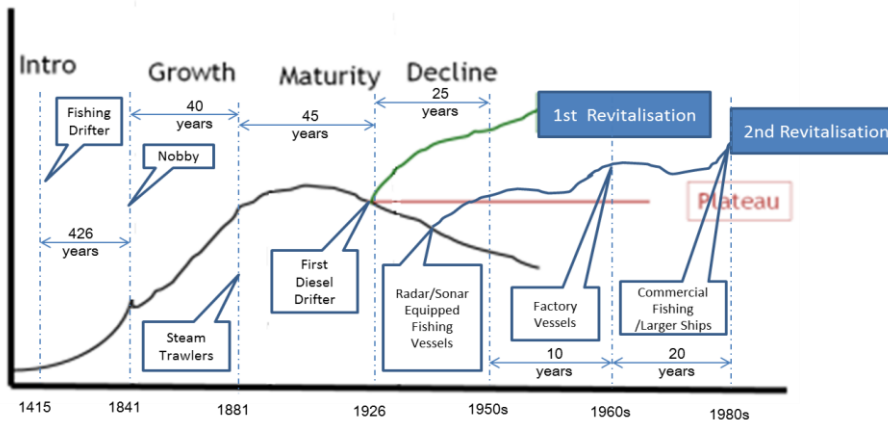 Intro
Growth
Maturity
Decline
40
years
45
years
25
years
1st Revitalisation
2nd Revitalisation
Fishing
Drifter
Nobby
426
years
Plateau
First
Diesel
Drifter
Radar/Sonar
Equipped
Fishing
Vessels
Factory
Vessels
Commercial
Fishing
/Larger Ships
Steam
Trawlers
10
years
20
years
1415
1841
1881
1926
1950s
1960s
1980s